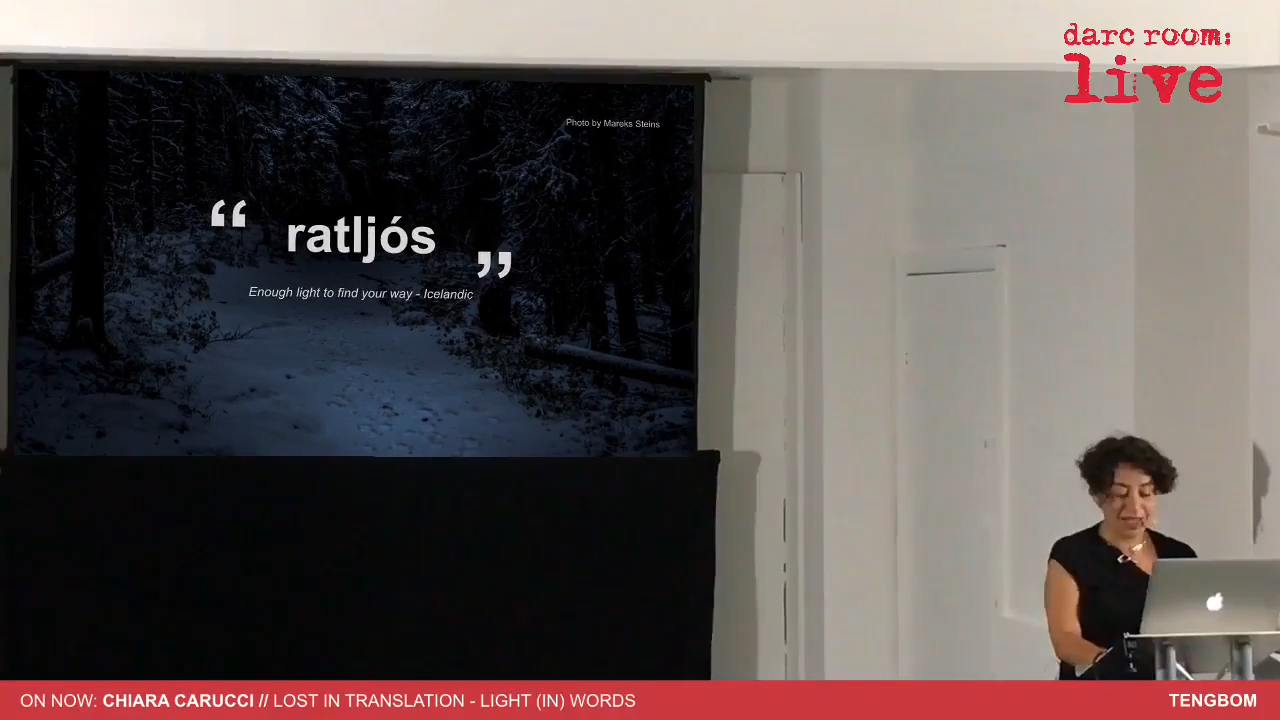 darc room:
live
Photo by Mareks Steins
“ ratljós ”
Enough light to find your way - Icelandic
ON NOW: CHIARA CARUCCI // LOST IN TRANSLATION - LIGHT (IN) WORDS
TENGBOM